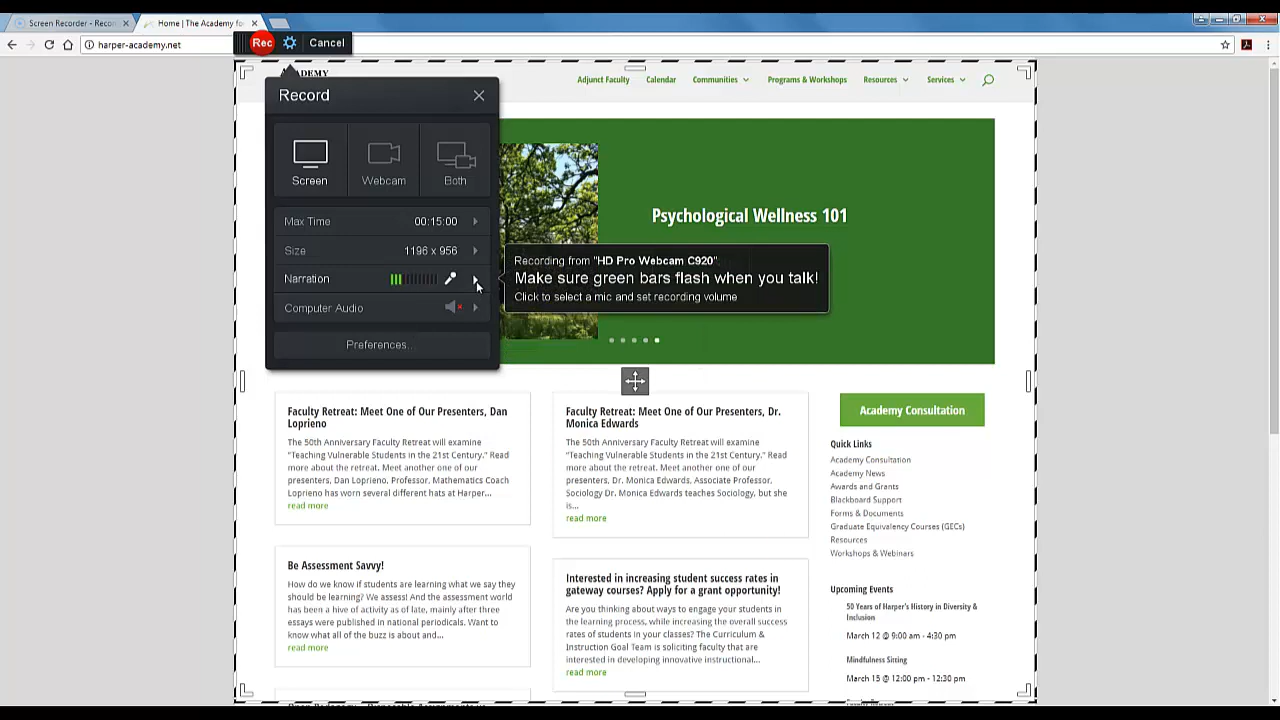 Screen Recorder - Recor
Home | The Academy fo
harper-academy.net
Rec
Cancel
Adjunct Faculty
Calendar
Communities
Programs & Workshops
Resources
Services
Record
Screen
Webcam
Both
Max Time 00:15:00
Size 1196 x 956
Narration
Computer Audio
Preferences...
Recording from "HD Pro Webcam C920".
Make sure green bars flash when you talk!
Click to select a mic and set recording volume
Psychological Wellness 101
Faculty Retreat: Meet One of Our Presenters, Dan
Loprieno
The 50th Anniversary Faculty Retreat will examine
"Teaching Vulnerable Students in the 21st Century." Read
more about the retreat. Meet another one of our
presenters, Dan Loprieno, Professor, Mathematics Coach
Loprieno has worn several different hats at Harper...
read more
Faculty Retreat: Meet One of Our Presenters, Dr.
Monica Edwards
The 50th Anniversary Faculty Retreat will examine
"Teaching Vulnerable Students in the 21st Century." Read
more about the retreat. Meet another one of our
presenters, Dr. Monica Edwards, Associate Professor,
Sociology Dr. Monica Edwards teaches Sociology, but she
is...
read more
Be Assessment Savvy!
How do we know if students are learning what we say they
should be learning? We assess! And the assessment world
has been a hive of activity as of late, mainly after three
essays were published in national periodicals. Want to
know what all of the buzz is about and...
read more
Interested in increasing student success rates in
gateway courses? Apply for a grant opportunity!
Are you thinking about ways to engage your students in
the learning process, while increasing the overall success
rates of students in your classes? The Curriculum &
Instruction Goal Team is soliciting faculty that are
interested in developing innovative instructional...
read more
Academy Consultation
Quick Links
Academy Consultation
Academy News
Awards and Grants
Blackboard Support
Forms & Documents
Graduate Equivalency Courses (GECs)
Resources
Workshops & Webinars
Upcoming Events
50 Years of Harper's History in Diversity &
Inclusion
March 12 @ 9:00 am - 4:30 pm
Mindfulness Sitting
March 15 @ 12:00 pm - 12:30 pm